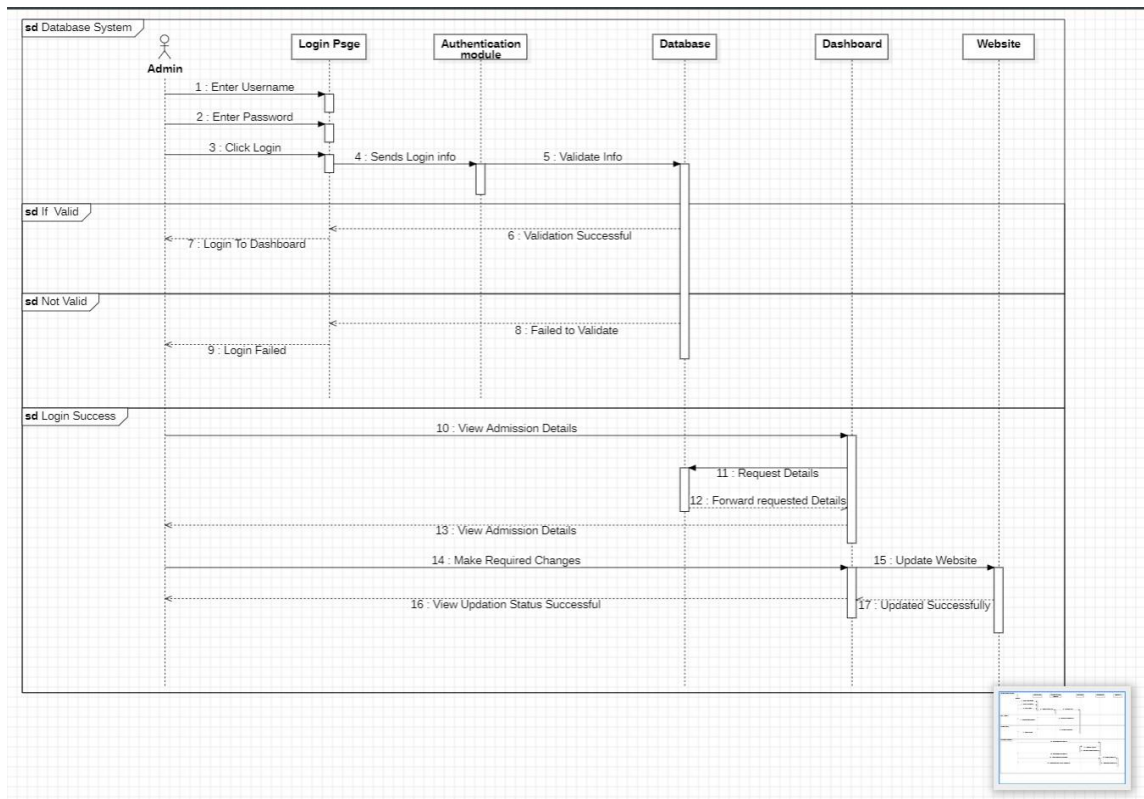 sd Database System
Admin
Login Psge
Authentication
module
Database
Dashboard
Website
1 : Enter Username
2 : Enter Password
3 : Click Login
4 : Sends Login info
5 : Validate Info
sd If Valid
6 : Validation Successful
7 : Login To Dashboard
sd Not Valid
8 : Failed to Validate
9 : Login Failed
sd Login Success
10 : View Admission Details
11 : Request Details
12 : Forward requested Details
13 : View Admission Details
14 : Make Required Changes
15 : Update Website
16 : View Updation Status Successful
17 : Updated Successfully